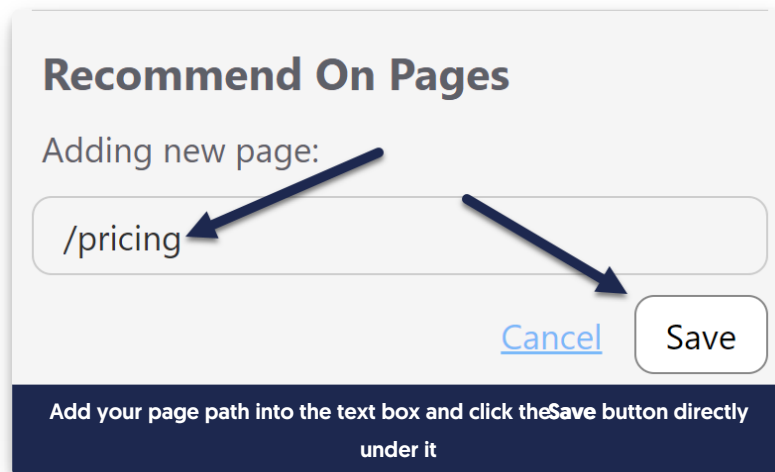 Recommend On Pages
Adding new page:
/pricing
Cancel
Save
Add your page path into the text box and click theSave button directly
under it